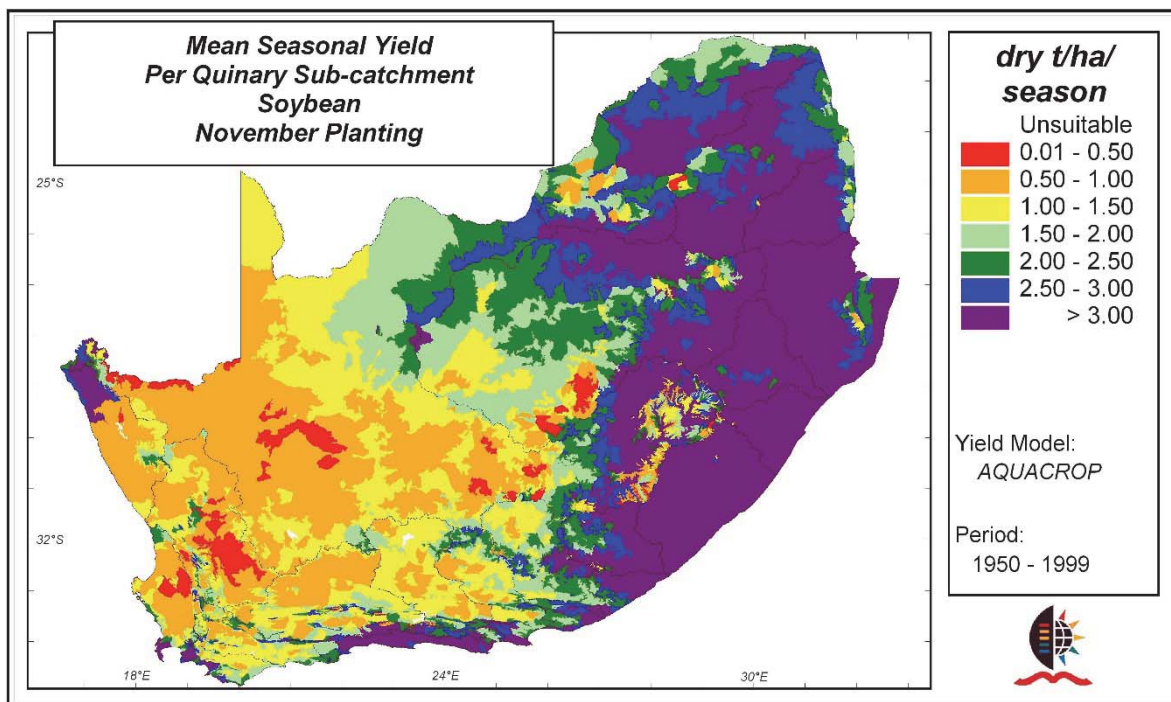 Mean Seasonal Yield
Per Quinary Sub-catchment
Soybean
November Planting
dry t/ha/
season
Unsuitable
0.01 - 0.50
0.50 - 1.00
1.00 - 1.50
1.50 - 2.00
2.00 - 2.50
2.50 - 3.00
> 3.00
Yield Model:
AQUACROP
Period:
1950 - 1999
25°S
32°S
18°E
24°E
30°E